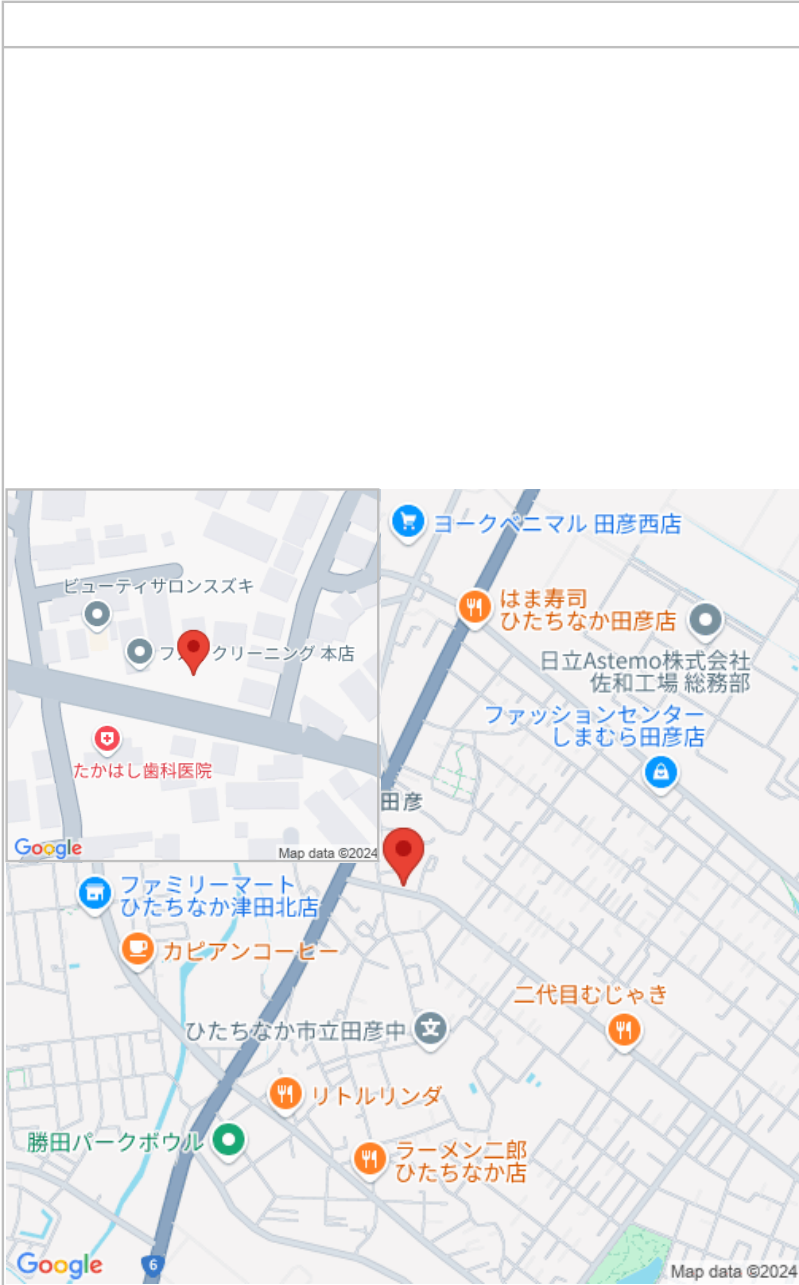 ビューティサロンスズキ
クリーニング 本店
たかはし歯科医院
Google
Map data ©2024
ヨークベニマル 田彦西店
はま寿司
ひたちなか田彦店
日立Astemo株式会社
佐和工場 総務部
ファッションセンター
しまむら田彦店
田彦
ファミリーマート
ひたちなか津田北店
カピアンコーヒー
二代目むじゃき
ひたちなか市立田彦中
文
リトルリンダ
勝田パークボウル
ラーメン二郎
ひたちなか店
Google
6
Map data ©2024